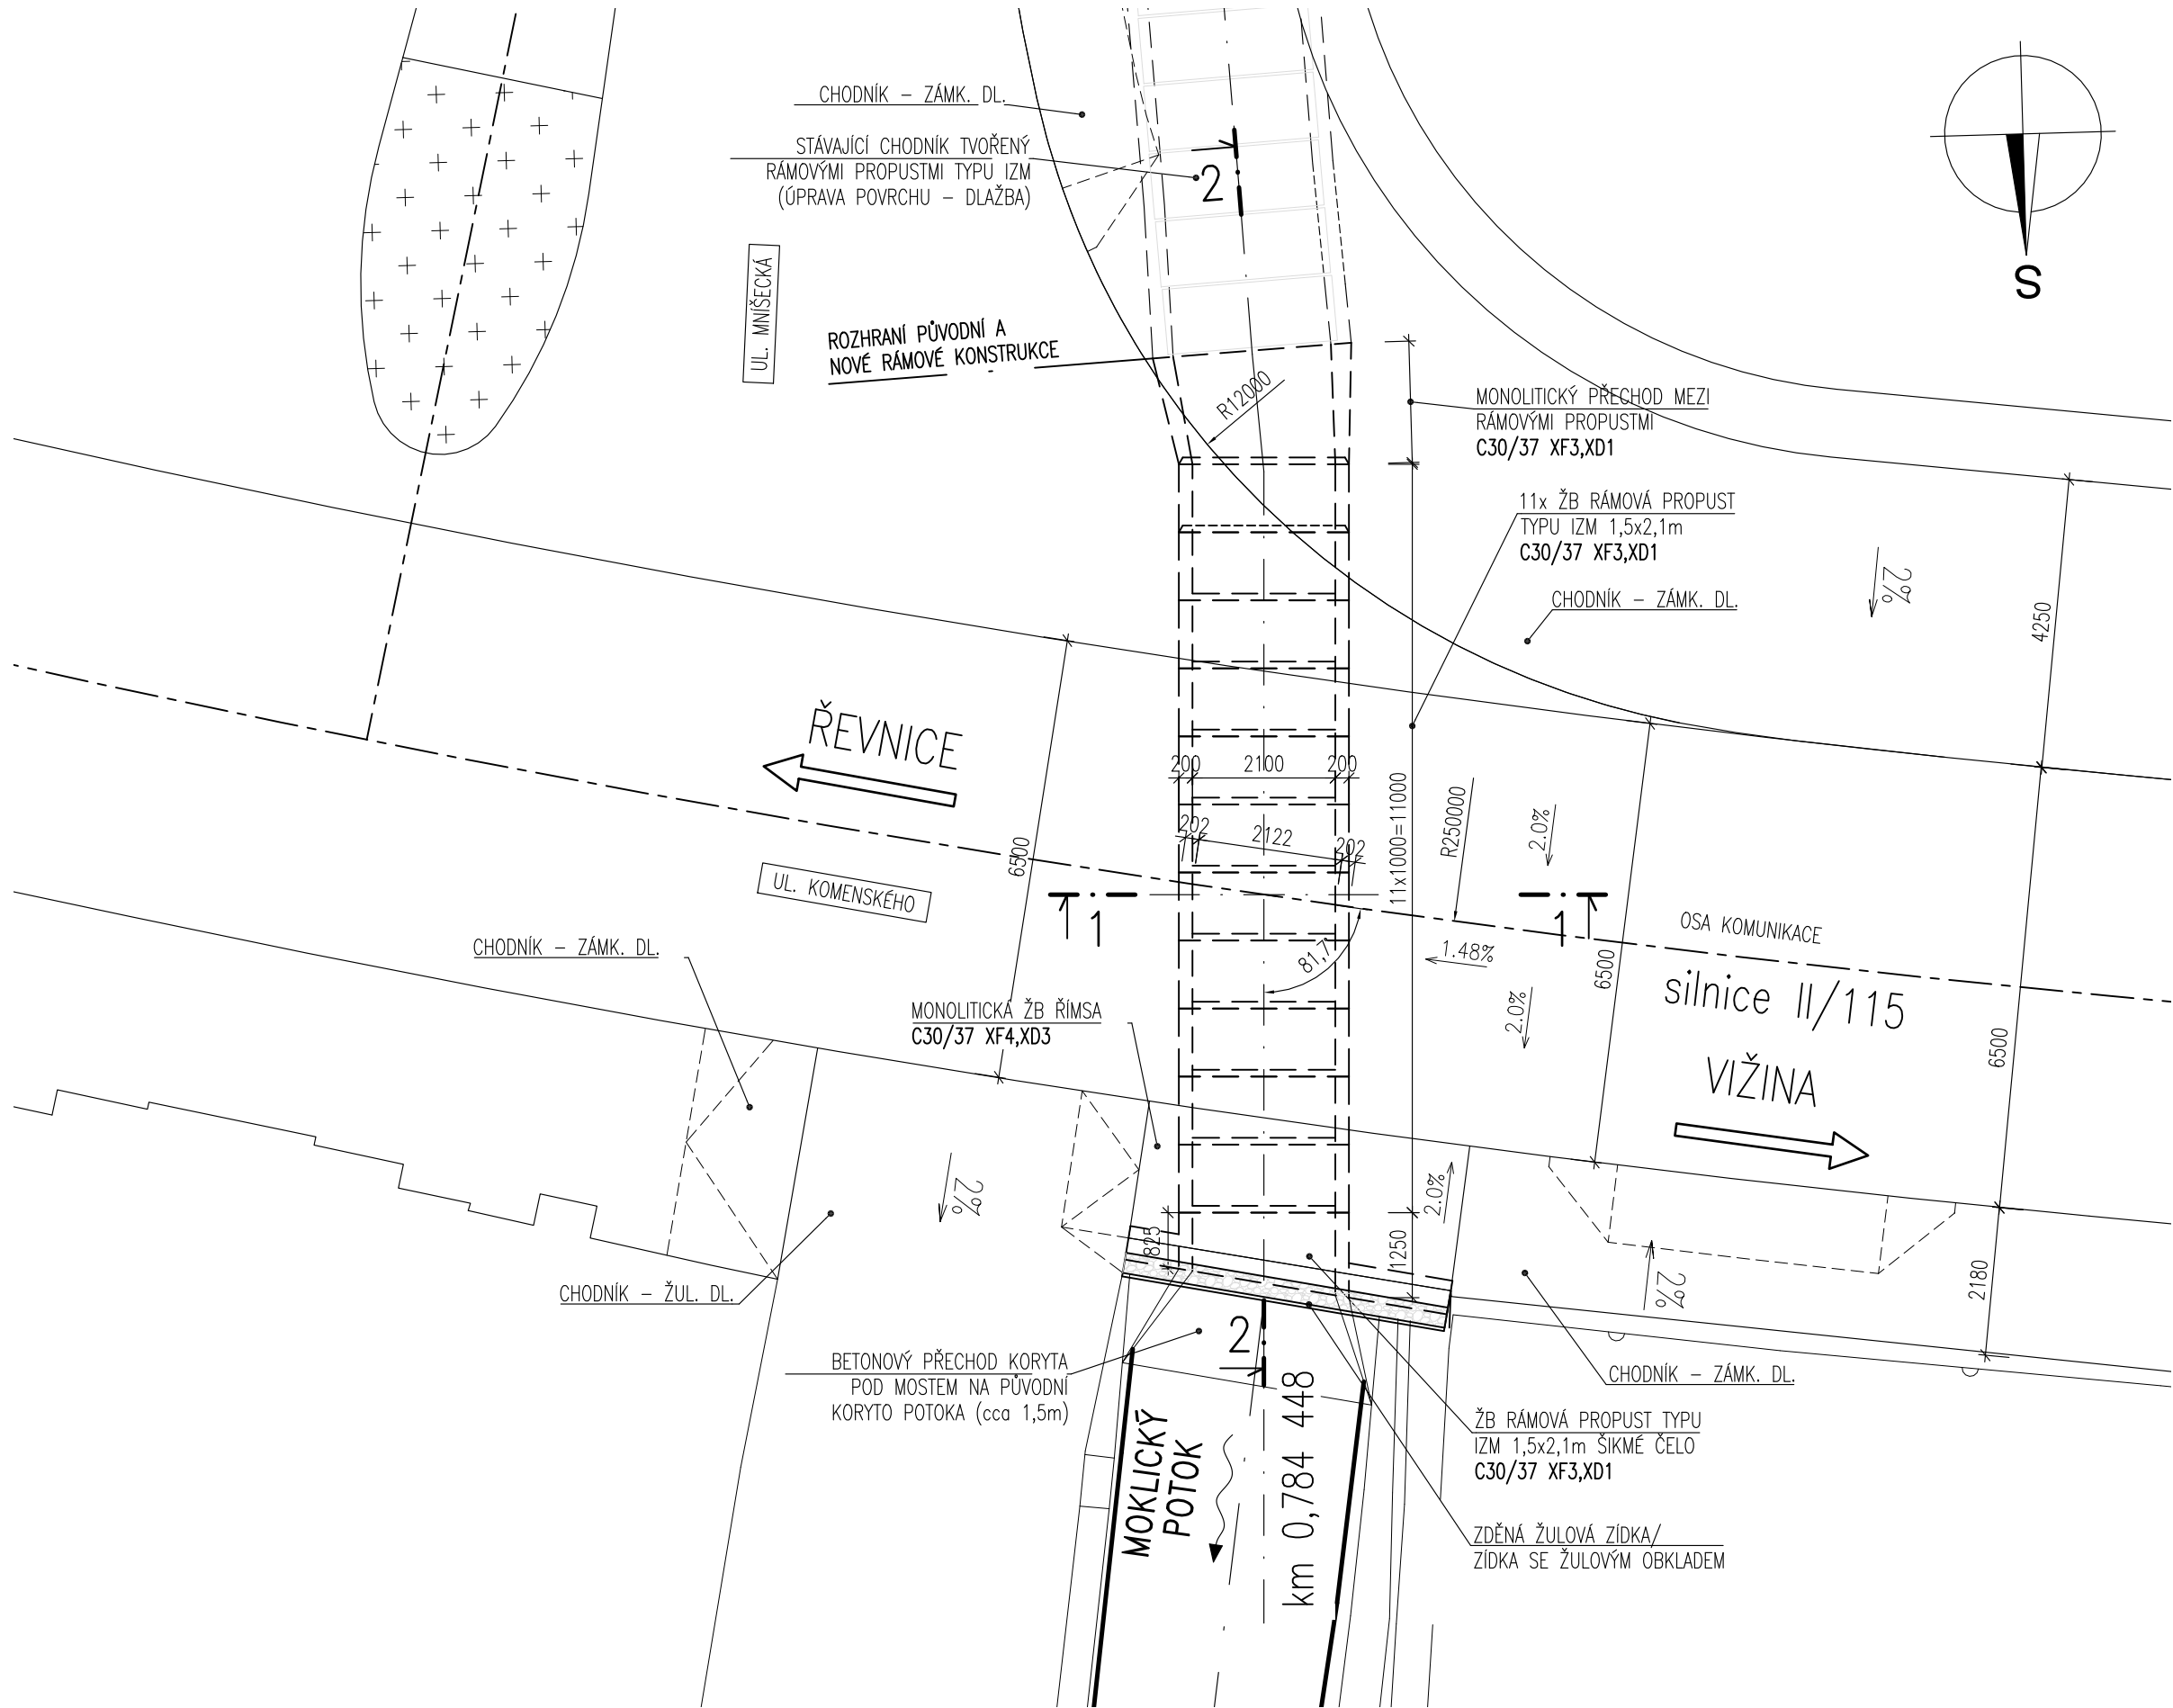 CHODNÍK – ZÁMK. DL.
STÁVAJÍCÍ CHODNÍK TVOŘENÝ
RÁMOVÝMI PROPUSTMI TYPU IZM
(ÚPRAVA POVRCHU – DLAŽBA)
2
S
UL. MNÍŠECKÁ
ROZHRANÍ PŮVODNÍ A
NOVÉ RÁMOVÉ KONSTRUKCE
R12000
MONOLITICKÝ PŘECHOD MEZI
RÁMOVÝMI PROPUSTMI
C30/37 XF3,XD1
11x ŽB RÁMOVÁ PROPUST
TYPU IZM 1,5x2,1m
C30/37 XF3,XD1
CHODNÍK – ZÁMK. DL.
2%
4250
ŘEVNICE
200
2100
200
202
2122
202
11x1000=11000
R250000
2.0%
6500
UL. KOMENSKÉHO
1
1
OSA KOMUNIKACE
CHODNÍK – ZÁMK. DL.
81,7
1.48%
6500
silnice II/115
MONOLITICKÁ ŽB ŘÍMSA
C30/37 XF4,XD3
2.0%
6500
VIŽINA
2%
2.0%
825
1250
2%
2180
CHODNÍK – ŽUL. DL.
2
BETONOVÝ PŘECHOD KORYTA
POD MOSTEM NA PŮVODNÍ
KORYTO POTOKA (cca 1,5m)
CHODNÍK – ZÁMK. DL.
MOKLICKÝ
POTOK
km 0,784 448
ŽB RÁMOVÁ PROPUST TYPU
IZM 1,5x2,1m ŠIKMÉ ČELO
C30/37 XF3,XD1
ZDĚNÁ ŽULOVÁ ZÍDKA/
ZÍDKA SE ŽULOVÝM OBKLADEM